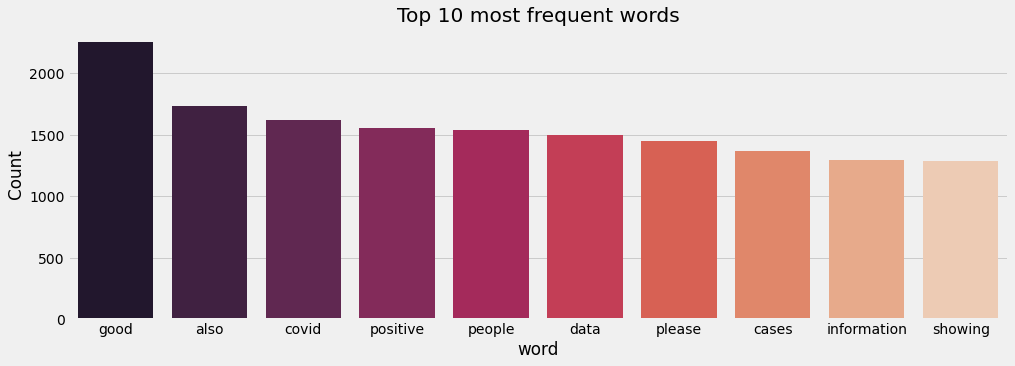 Top 10 most frequent words
Count
2000
1500
1000
500
0
good also covid positive people data please cases information showing
word